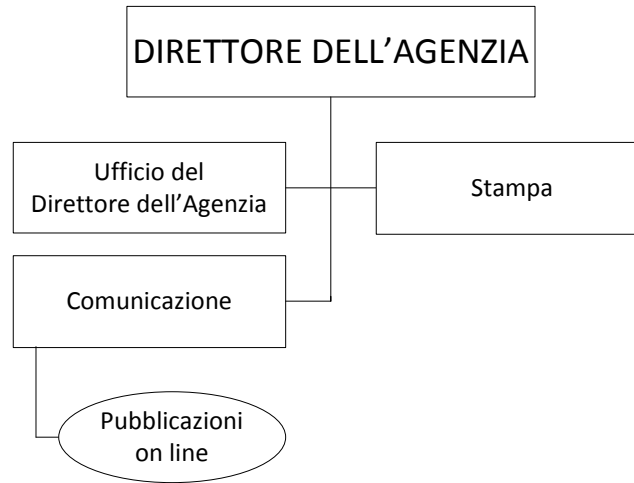 DIRETTORE DELL’AGENZIA
Ufficio del
Direttore dell’Agenzia
Stampa
Comunicazione
Pubblicazioni
on line